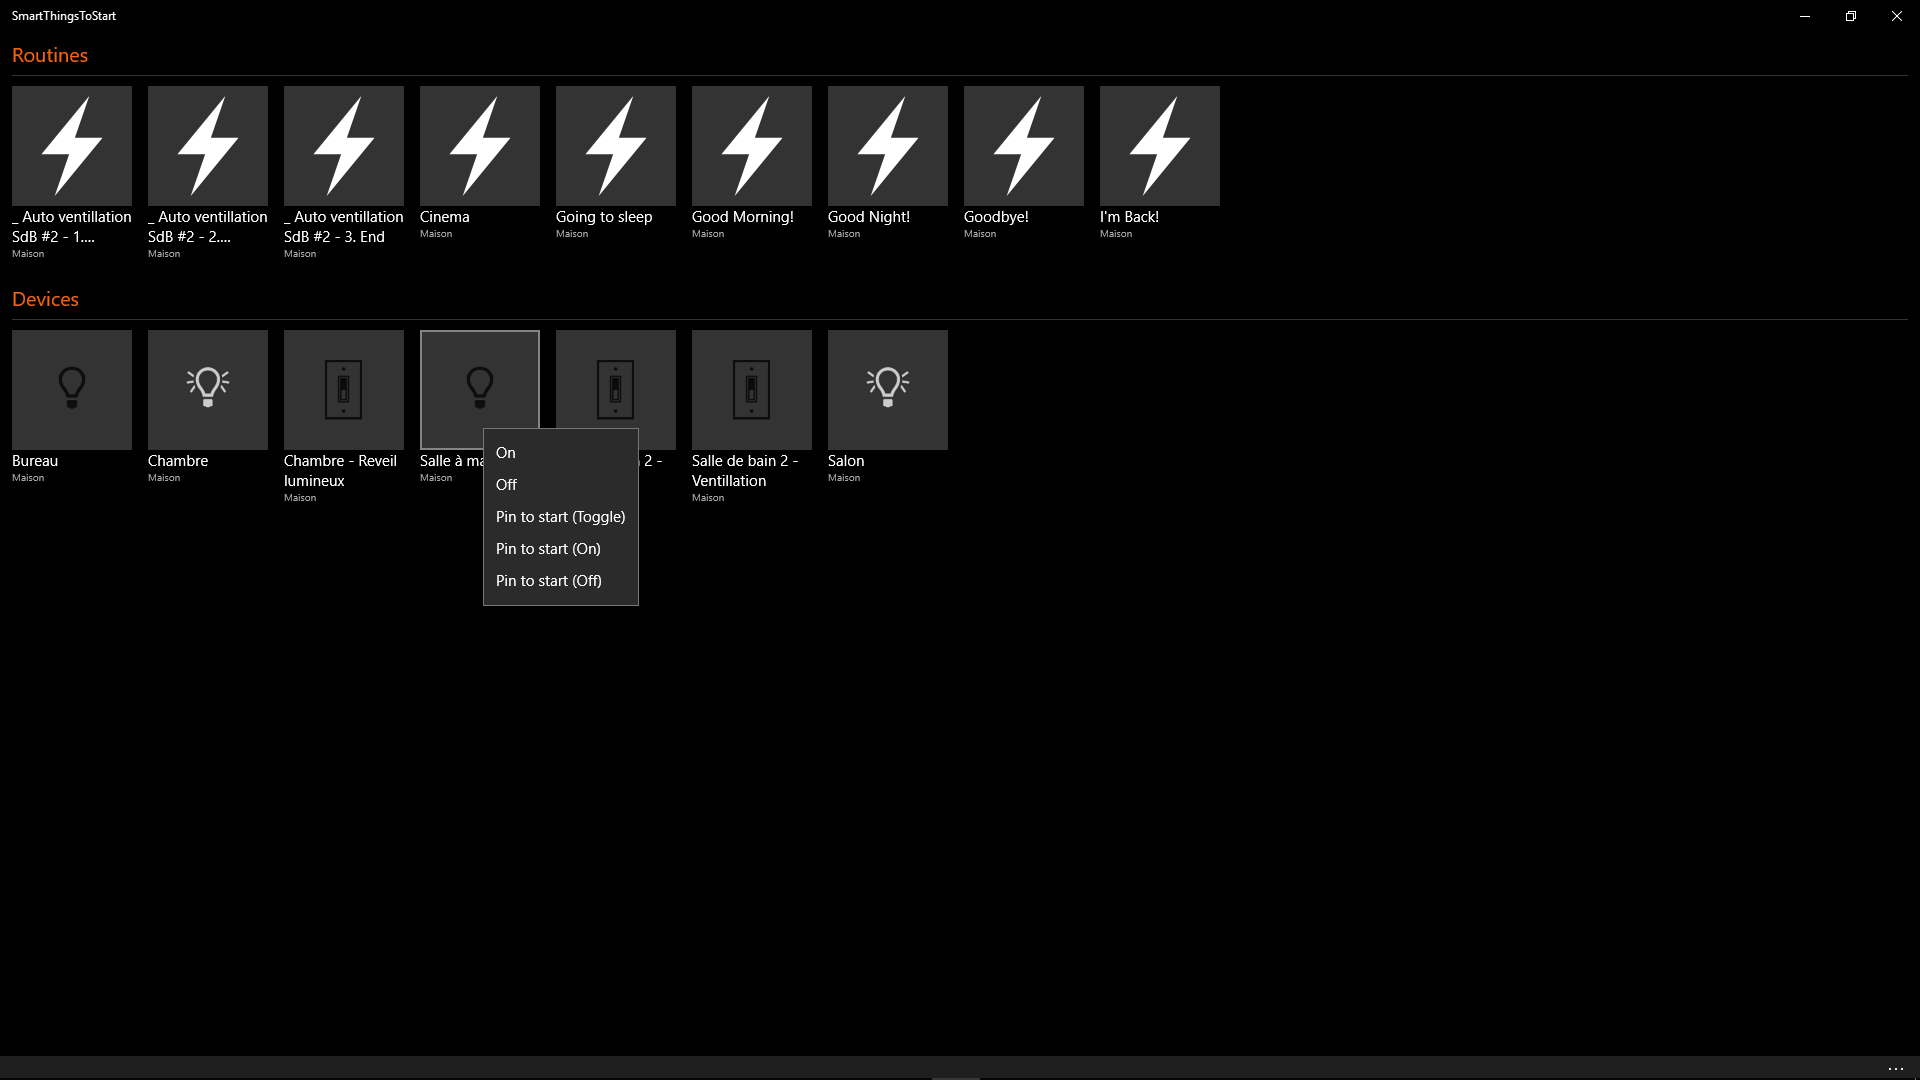 SmartThingsToStart
Routines
_ Auto ventillation
SdB #2 - 1....
Maison
_ Auto ventillation
SdB #2 - 2....
Maison
_ Auto ventillation
SdB #2 - 3. End
Maison
Cinema
Maison
Going to sleep
Maison
Good Morning!
Maison
Good Night!
Maison
Goodbye!
Maison
I'm Back!
Maison
Devices
Bureau
Maison
Chambre
Maison
Chambre - Reveil
lumineux
Maison
Salle à
Maison
2 -
Salle de bain 2 -
Ventillation
Maison
Salon
Maison
On
Off
Pin to start (Toggle)
Pin to start (On)
Pin to start (Off)